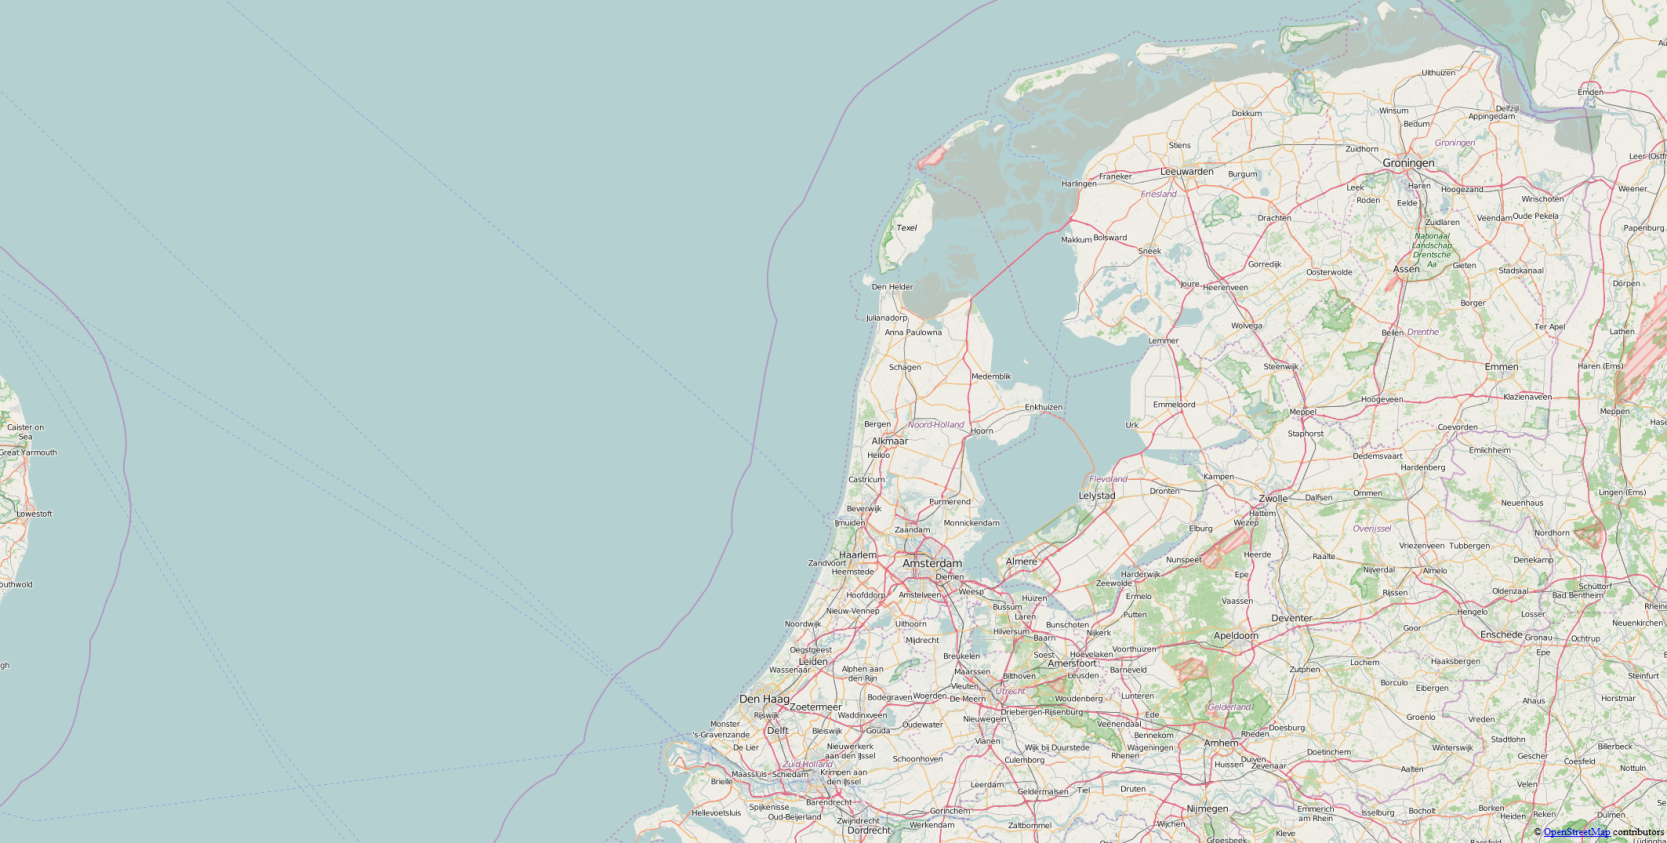 Uithuizen
Emden
Delfzijl
Appingedam
Winsum
Bedum
Dokkum
Groningen
Stiens
Zuidhorn
Groningen
Leeuwarden
Burgum
Franeker
Harlingen
Friesland
Leek
Roden
Haren
Eelde
Hoogezand
Winschoten
Weener
Drachten
Zuidlaren
Veendam
Oude Pekela
Papenburg
Texel
Makkum
Bolsward
Sneek
Nationaal
Landschap
Drentsche
Aa
Gorredijk
Oosterwolde
Assen
Gieten
Stadskanaal
Den Helder
Joure
Heerenveen
Borger
Dörpen
Julianadorp
Anna Paulowna
Wolvega
Beilen
Drenthe
Ter Apel
Lathen
Lemmer
Schagen
Medemblik
Steenwijk
Emmen
Haren (Ems)
Enkhuizen
Emmeloord
Meppel
Hoogeveen
Klazienaveen
Meppen
Caister on
Sea
Great Yarmouth
Bergen
Noord-Holland
Hoorn
Urk
Staphorst
Coevorden
Alkmaar
Heiloo
Dedemsvaart
Emlichheim
Hardenberg
Castricum
Flevoland
Kampen
Lelystad
Dronten
Zwolle
Dalfsen
Ommen
Neuenhaus
Lingen (Ems)
Lowestoft
Beverwijk
Purmerend
Hattem
IJmuiden
Zaandam
Monnickendam
Elburg
Wezep
Overijssel
Nordhorn
Haarlem
Zandvoort
Heemstede
Amsterdam
Diemen
Almere
Nunspeet
Heerde
Raalte
Vriezenveen
Tubbergen
Denekamp
Harderwijk
Epe
Nijverdal
Almelo
Zeewolde
Hoofddorp
Amstelveen
Weesp
Huizen
Ermelo
Vaassen
Rijssen
Oldenzaal
Schüttorf
Bad Bentheim
Nieuw-Vennep
Bussum
Laren
Putten
Hengelo
Losser
Noordwijk
Uithoorn
Hilversum
Bunschoten
Nijkerk
Apeldoorn
Deventer
Goor
Enschede
Gronau
Ochtrup
Neuenkirchen
Mijdrecht
Baarn
Oegstgeest
Breukelen
Soest
Hoevelaken
Voorthuizen
Epe
Leiden
Wassenaar
Alphen aan
den Rijn
Maarssen
Bilthoven
Amersfoort
Leusden
Barneveld
Zutphen
Lochem
Haaksbergen
Steinfurt
Vleuten
Utrecht
Den Haag
Bodegraven
Woerden
De Meern
Woudenberg
Lunteren
Borculo
Eibergen
Ahaus
Horstmar
Rijswijk
Zoetermeer
Waddinxveen
Driebergen-Rijsenburg
Gelderland
Ede
Groenlo
Vreden
Monster
's-Gravenzande
Delft
Bleiswijk
Gouda
Oudewater
Nieuwegein
Veenendaal
Doesburg
Bennekom
Rheden
De Lier
Nieuwerkerk
aan den IJssel
Vianen
Wijk bij Duurstede
Wageningen
Arnhem
Stadtlohn
Billerbeck
Rhenen
Doetinchem
Winterswijk
Schoonhoven
Culemborg
Duiven
Gescher
Coesfeld
Zuid Holland
Maassluis
Schiedam
Krimpen aan
den IJssel
Huissen
Zevenaar
Aalten
Nottuln
Brielle
Leerdam
Geldermalsen
Tiel
Druten
Velen
Spijkenisse
Barendrecht
Hellevoetsluis
Oud-Beijerland
Gorinchem
Nijmegen
Emmerich
am Rhein
Isselburg
Bocholt
Borken
Reken
Dülmen
Zwijndrecht
Dordrecht
Werkendam
Zaltbommel
Wijchen
Kleve
© OpenStreetMap contributors